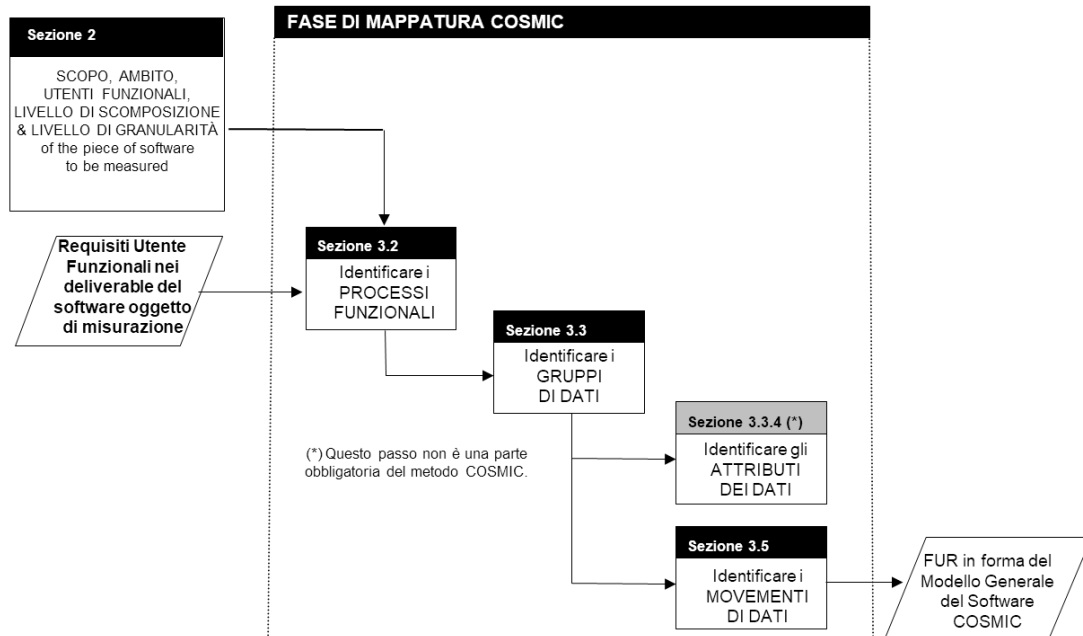 FASE DI MAPPATURA COSMIC
Sezione 2
SCOPO, AMBITO,
UTENTI FUNZIONALI,
LIVELLO DI SCOMPOSIZIONE
& LIVELLO DI GRANULARITÀ
of the piece of software
to be measured
Requisiti Utente
Funzionali nei
deliverable del
software oggetto
di misurazione
Sezione 3.2
Identificare i
PROCESSI
FUNZIONALI
Sezione 3.3
Identificare i
GRUPPI
DI DATI
(*) Questo passo non è una parte
obbligatoria del metodo COSMIC.
Sezione 3.3.4 (*)
Identificare gli
ATTRIBUTI
DEI DATI
Sezione 3.5
Identificare i
MOVEMENTI
DI DATI
FUR in forma del
Modello Generale
del Software
COSMIC